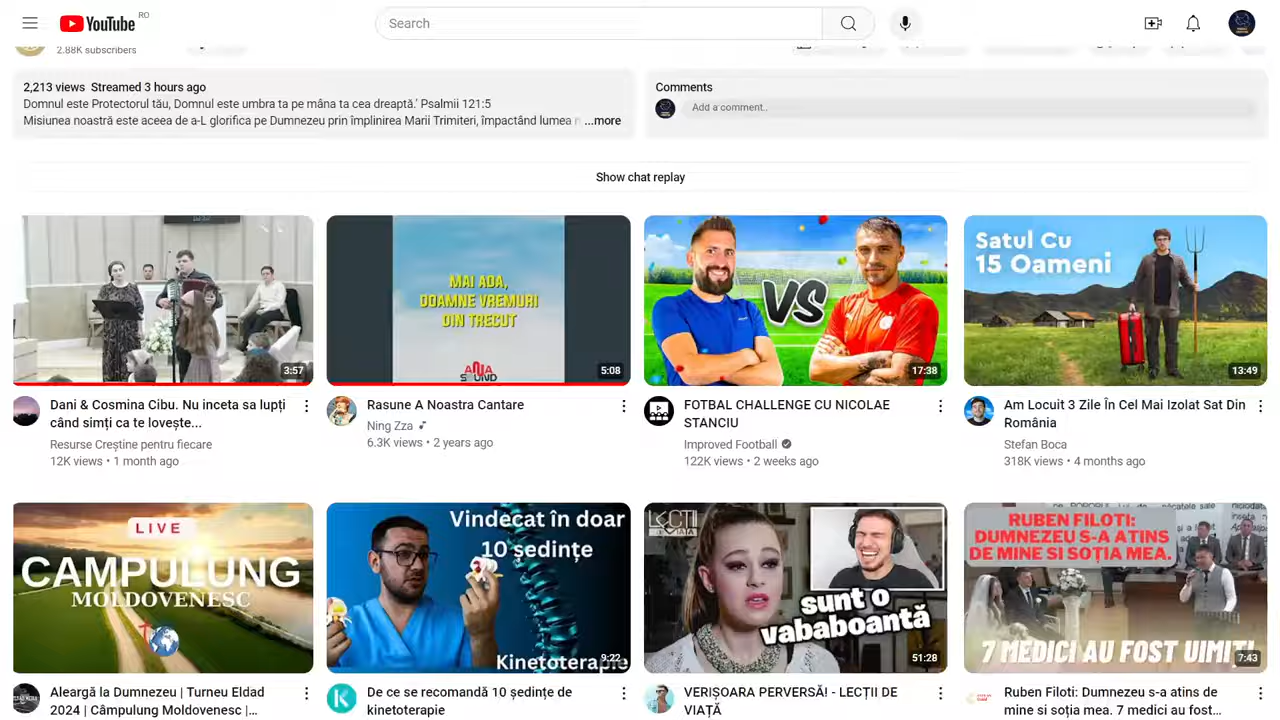 YouTube RO
Search
2.88K subscribers
2,213 views Streamed 3 hours ago
Domnul este Protectorul tău, Domnul este umbra ta pe mâna ta cea dreaptă.' Psalmii 121:5
Misiunea noastră este aceea de a-L glorifica pe Dumnezeu prin împlinirea Marii Trimiteri, împactând lumea ...more
Comments
Add a comment..
Show chat replay
3:57
MAI ADA,
DOAMNE VREMURI
DIN TRECUT
5:08
VS
17:38
Satul Cu
15 Oameni
13:49
Dani & Cosmina Cibu. Nu inceta sa lupți
când simți ca te lovește...
Resurse Creștine pentru fiecare
12K views • 1 month ago
Rasune A Noastra Cantare
Ning Zza
6.3K views • 2 years ago
FOTBAL CHALLENGE CU NICOLAE
STANCIU
Improved Football
122K views • 2 weeks ago
Am Locuit 3 Zile În Cel Mai Izolat Sat Din
România
Stefan Boca
318K views • 4 months ago
LIVE
CAMPULUNG
MOLDOVENESC
Vindecat în doar
10 ședințe
Kinetoterapie
9:22
LECȚII
VIAȚĂ
sunt o
vababoantă
51:28
RUBEN FILOTI:
DUMNEZEU S-A ATINS
DE MINE SI SOȚIA MEA.
7 MEDICI AU FOST UIMIȚI
7:43
Aleargă la Dumnezeu | Turneu Eldad
2024 | Câmpulung Moldovenesc |...
De ce se recomandă 10 ședințe de
kinetoterapie
VERIȘOARA PERVERSĂ! - LECȚII DE
VIAȚĂ
Ruben Filoti: Dumnezeu s-a atins de
mine si soția mea. 7 medici au fost...